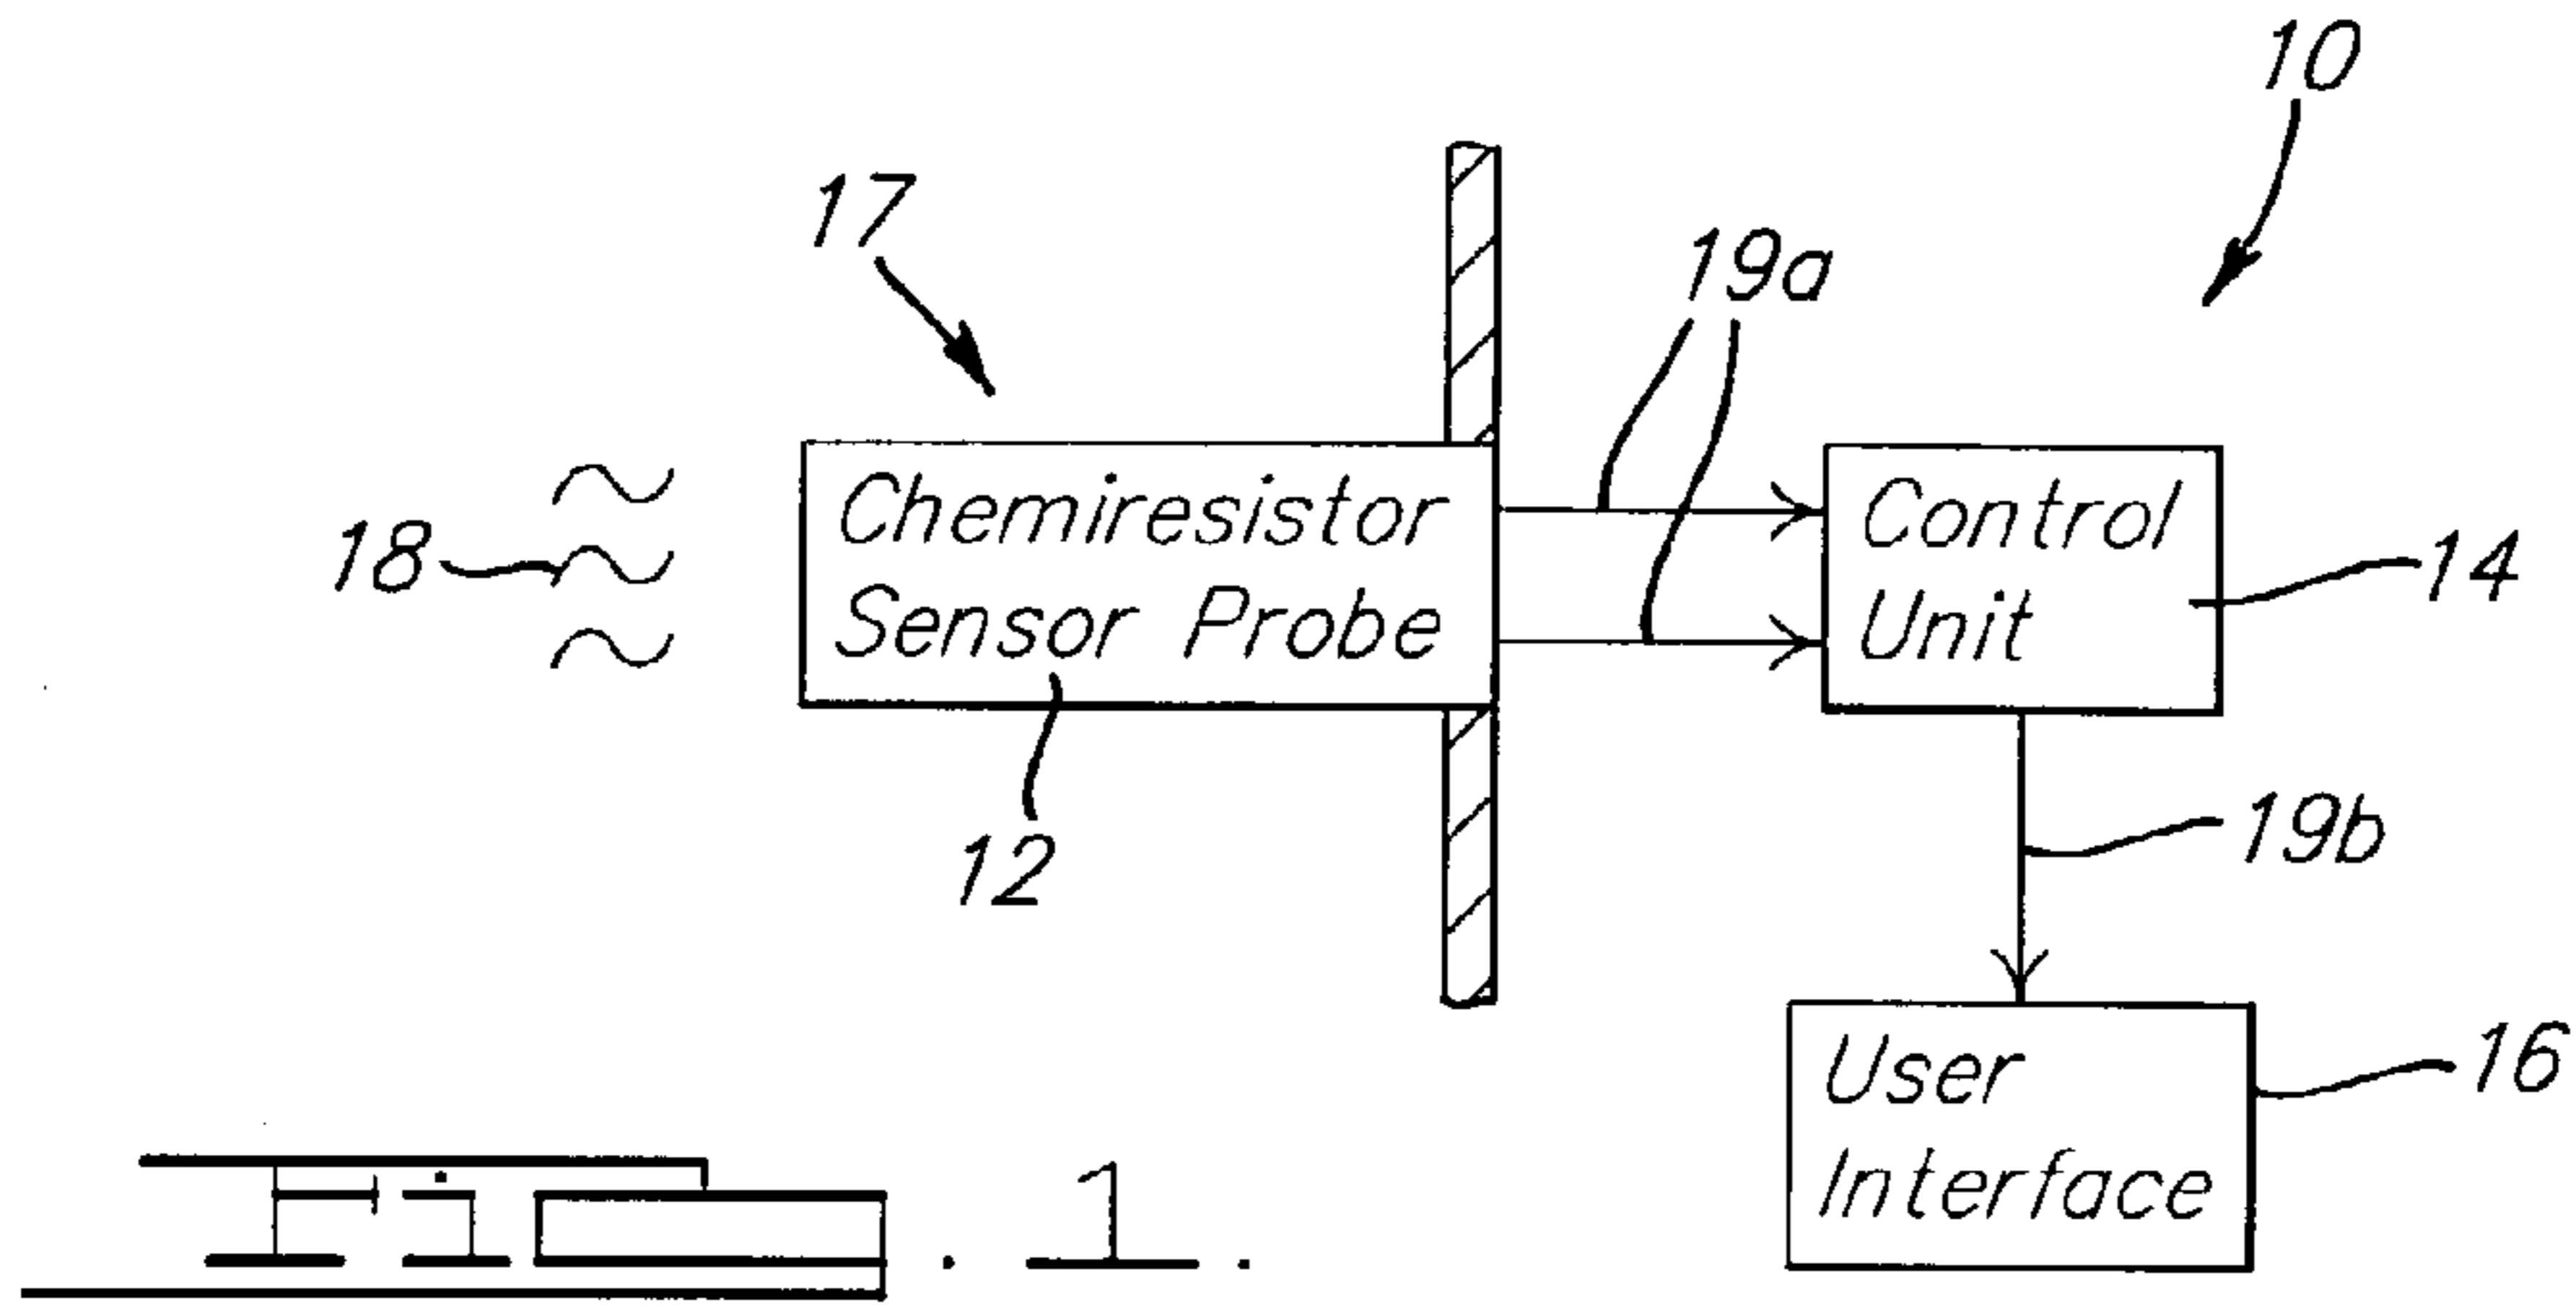 10
17
19a
Chemiresistor
Sensor Probe
Control
Unit
18
14
12
19b
16
User
Interface
Fig. 1.